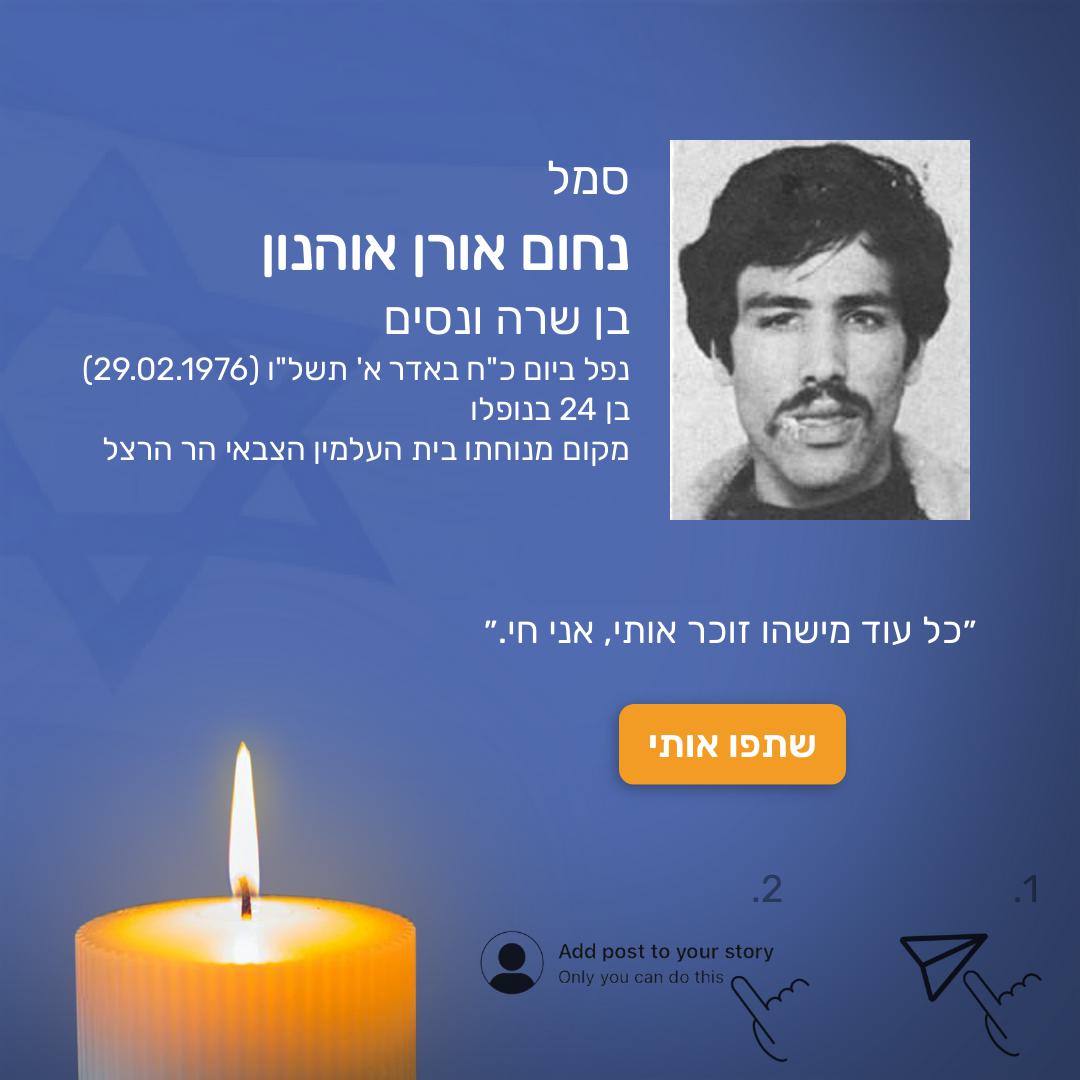 סמל
נחום אורן אוהנון
בן שרה ונסים
נפל ביום כ"ח באדר א' תשל"ו (29.02.1976)
בן 24 בנופלו
מקום מנוחתו בית העלמין הצבאי הר הרצל
״כל עוד מישהו זוכר אותי, אני חי.״
שתפו אותי
1.
2.
Add post to your story
Only you can do this